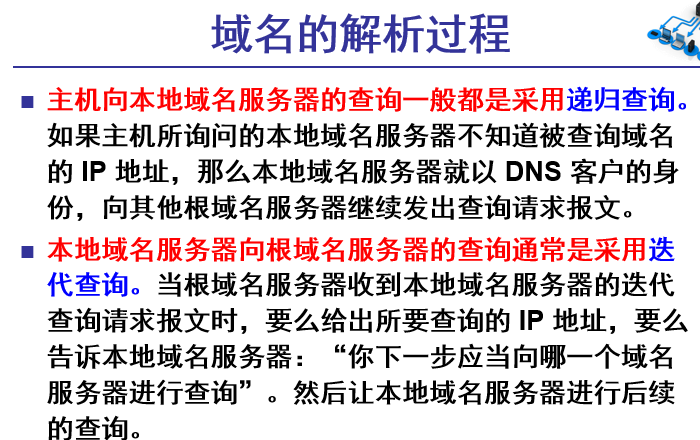 域名的解析过程
主机向本地域名服务器的查询一般都是采用递归查询。
如果主机所询问的本地域名服务器不知道被查询域名
的 IP 地址，那么本地域名服务器就以 DNS 客户的身
份，向其他根域名服务器继续发出查询请求报文。
本地域名服务器向根域名服务器的查询通常是采用迭
代查询。当根域名服务器收到本地域名服务器的迭代
查询请求报文时，要么给出所要查询的 IP 地址，要么
告诉本地域名服务器：“你下一步应当向哪一个域名
服务器进行查询”。然后让本地域名服务器进行后续
的查询。